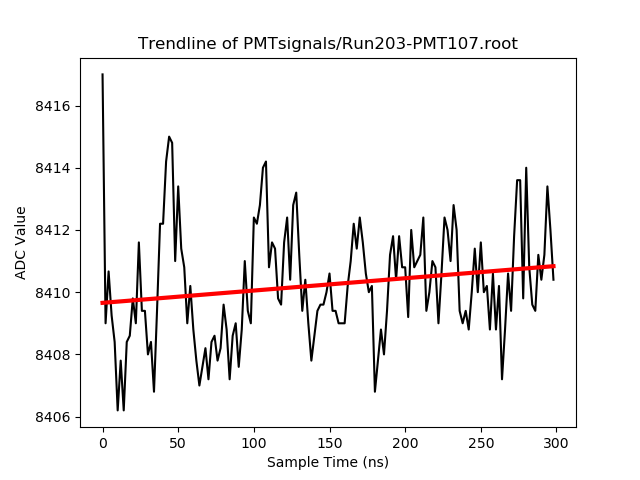 Trendline of PMTsignals/Run203-PMT107.root
8416
8414
8412
8410
8408
8406
ADC Value
0 50 100 150 200 250 300
Sample Time (ns)